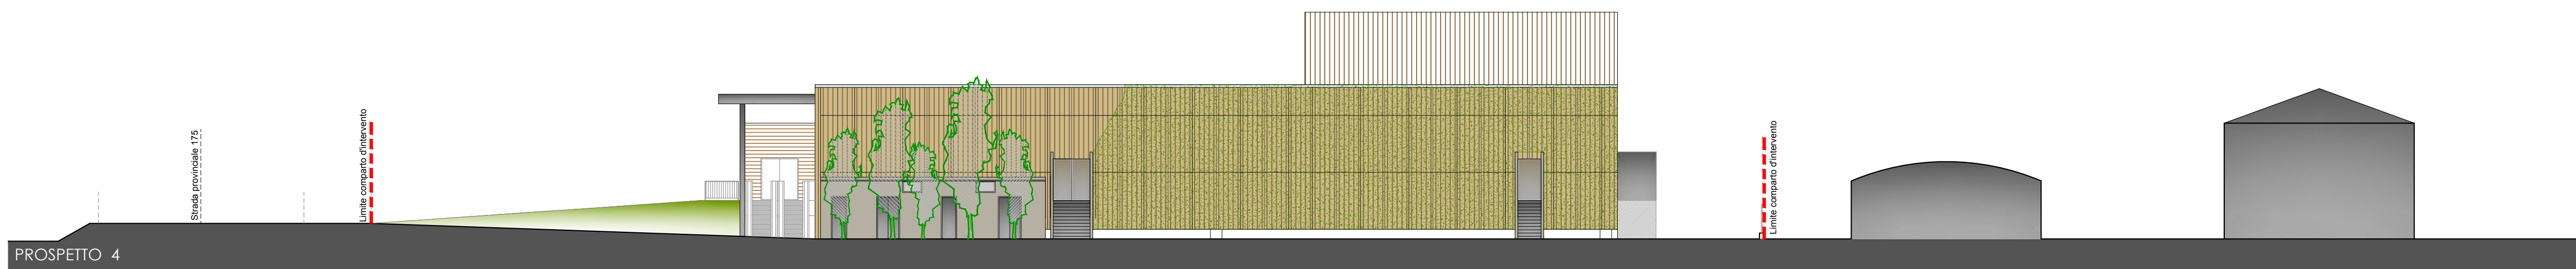 Strada provinciale 175
Limite comparto d'intervento
Limite comparto d'intervento
PROSPETTO 4